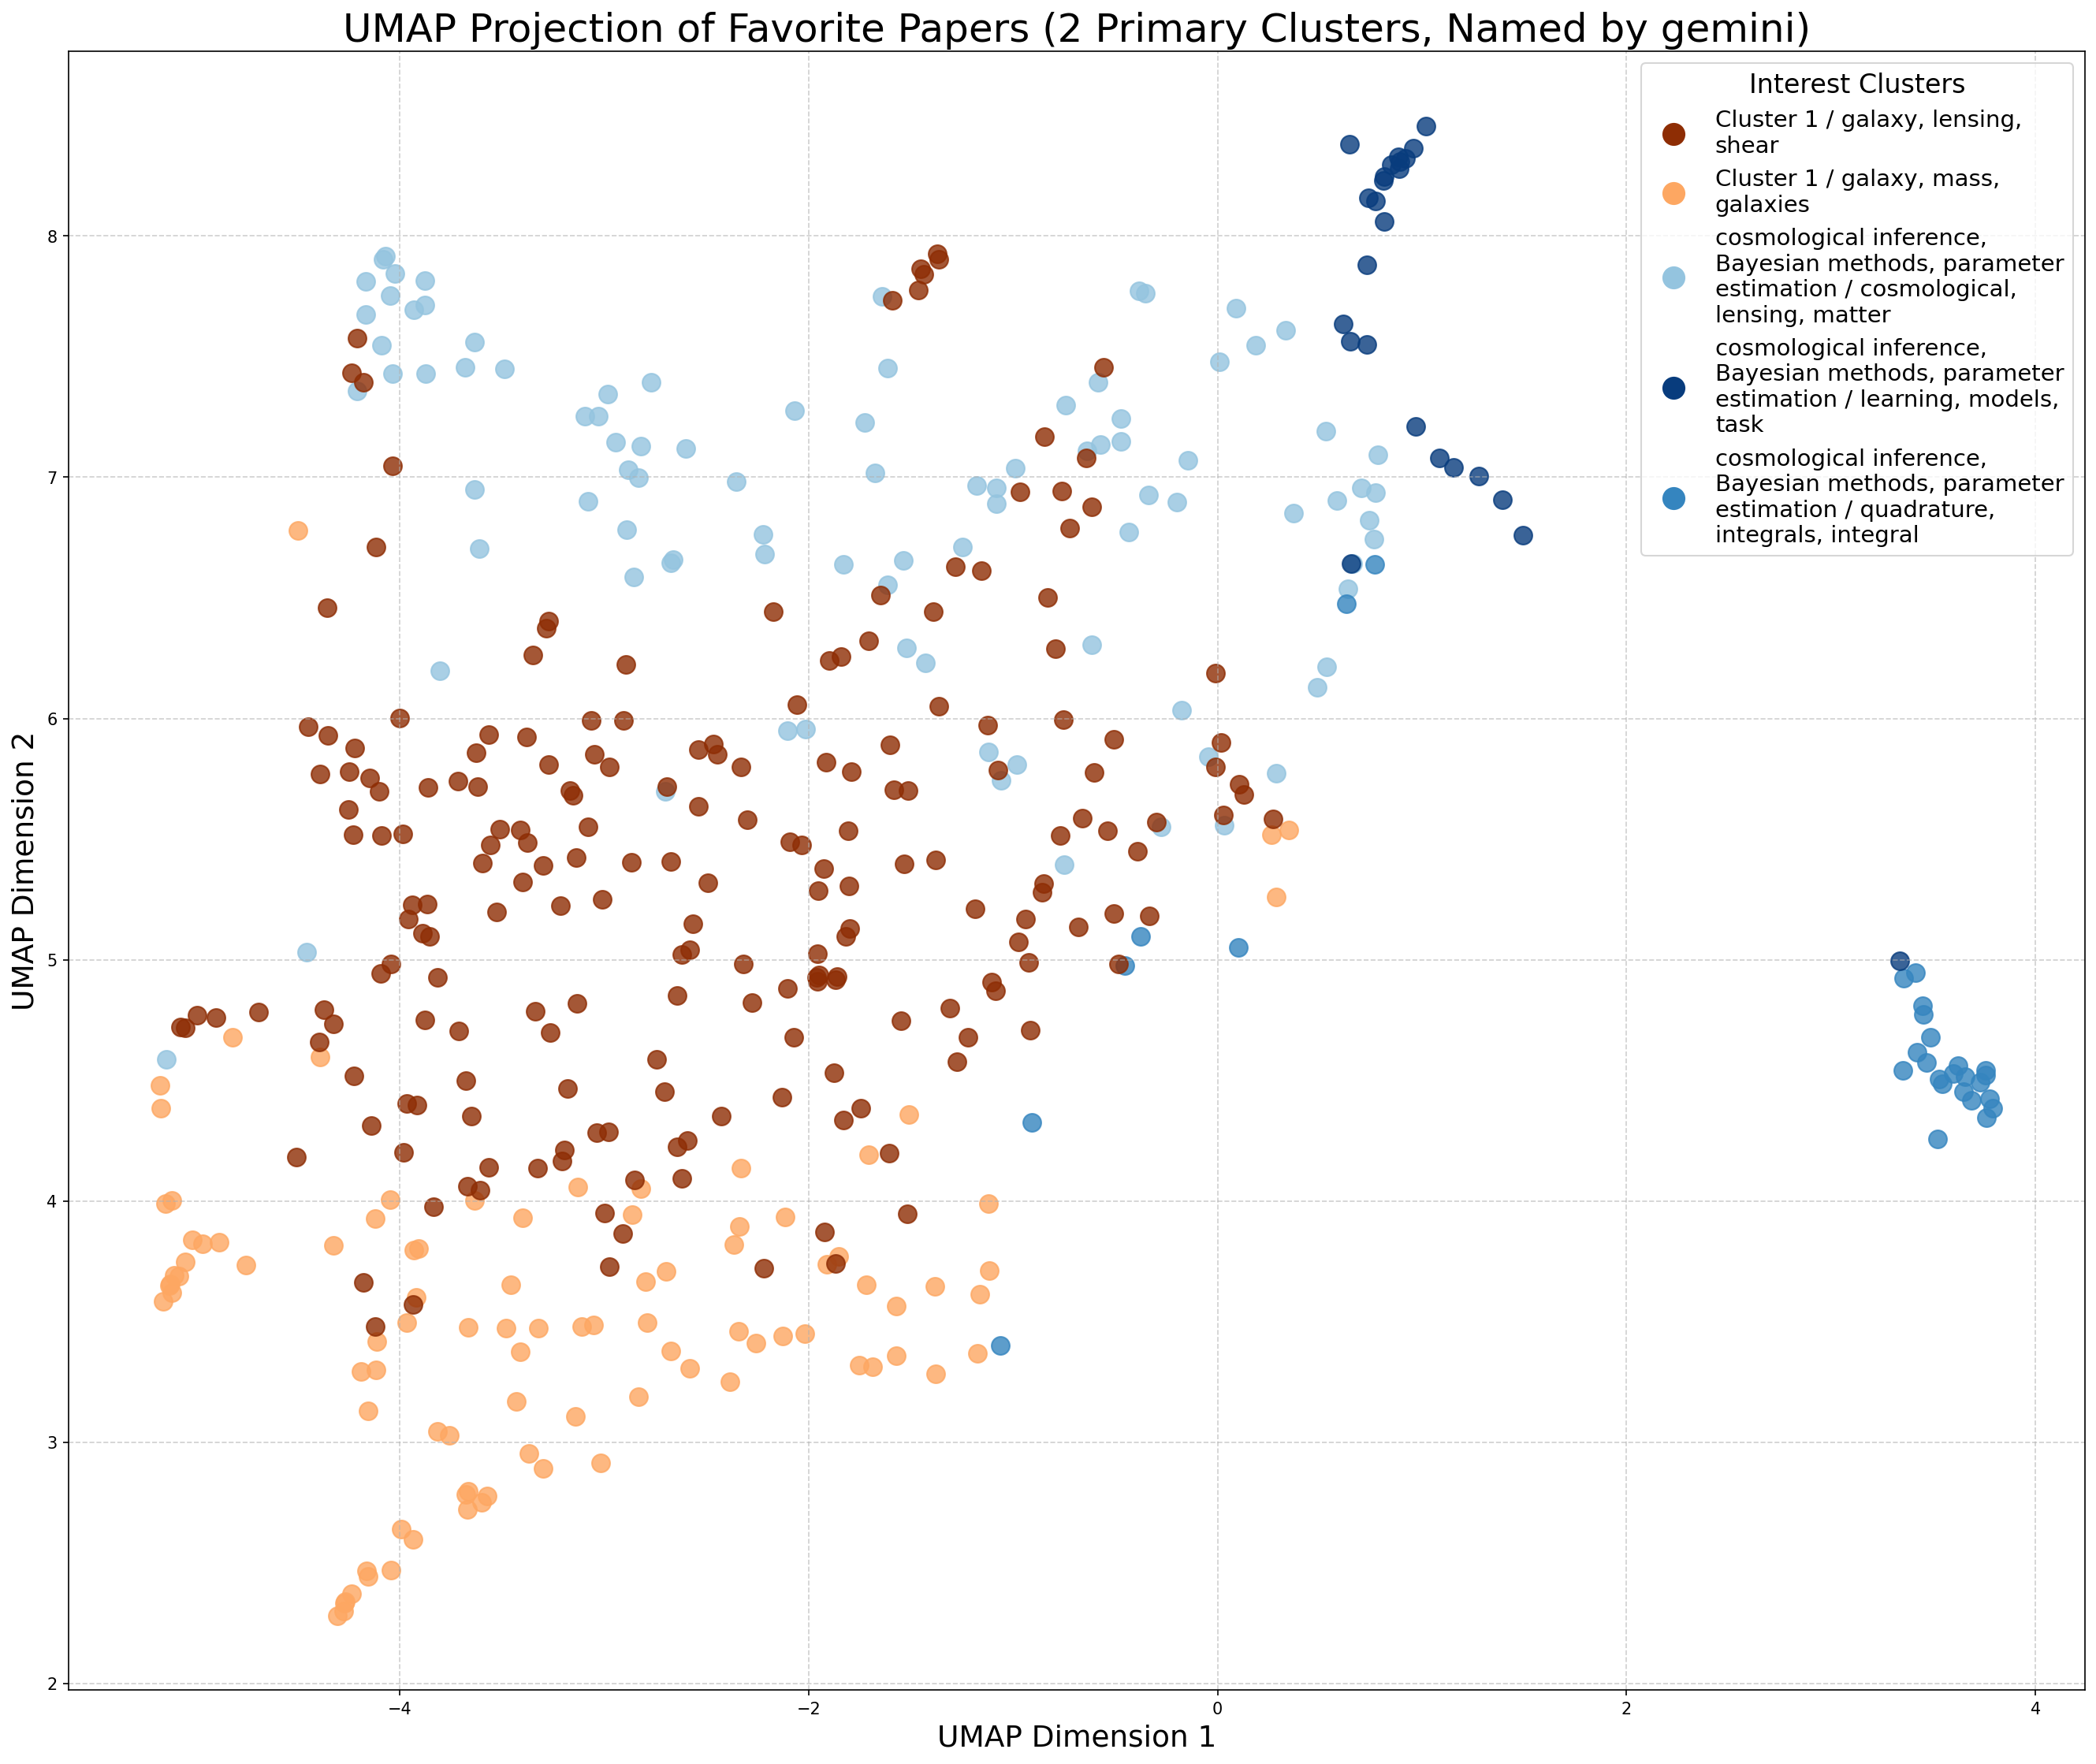 UMAP Projection of Favorite Papers (2 Primary Clusters, Named by gemini)
Interest Clusters
Cluster 1 / galaxy, lensing,
shear
Cluster 1 / galaxy, mass,
galaxies
cosmological inference,
Bayesian methods, parameter
estimation / cosmological,
lensing, matter
cosmological inference,
Bayesian methods, parameter
estimation / learning, models,
task
cosmological inference,
Bayesian methods, parameter
estimation / quadrature,
integrals, integral
UMAP Dimension 2
8
7
6
5
4
3
2
−4
−2
0
2
4
UMAP Dimension 1